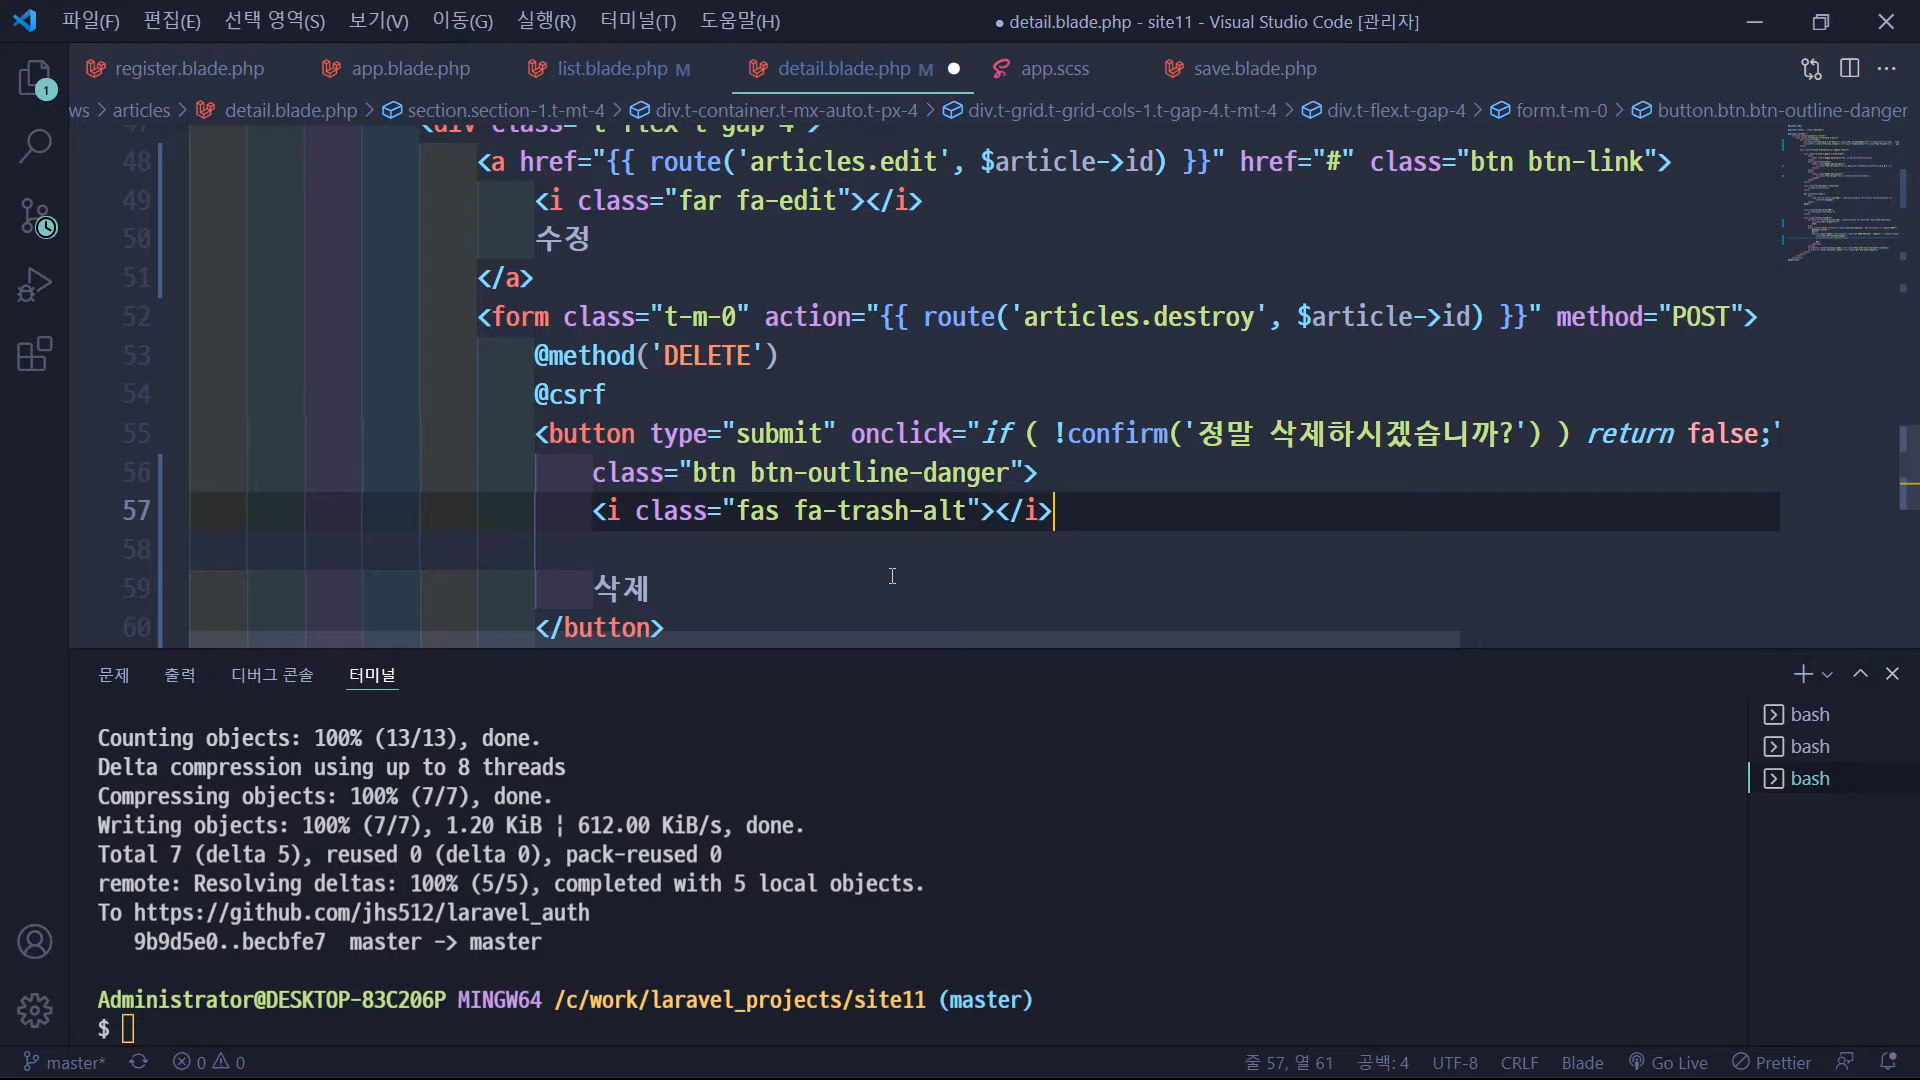 파일(F) 편집(E) 선택 영역(S) 보기(V) 이동(G) 실행(R) 터미널(T) 도움말(H) ● detail.blade.php - site11 - Visual Studio Code [관리자]
register.blade.php app.blade.php list.blade.php M detail.blade.php M app.scss save.blade.php
1
ws > articles > detail.blade.php > section.section-1.t-mt-4 > div.t-container.t-mx-auto.t-px-4 > div.t-grid.t-grid-cols-1.t-gap-4.t-mt-4 > div.t-flex.t-gap-4 > form.t-m-0 > button.btn.btn-outline-danger
47 <div class="t-flex t-gap-4">
48 <a href="{{ route('articles.edit', $article->id) }}" href="#" class="btn btn-link">
49 <i class="far fa-edit"></i>
50 수정
51 </a>
52 <form class="t-m-0" action="{{ route('articles.destroy', $article->id) }}" method="POST">
53 @method('DELETE')
54 @csrf
55 <button type="submit" onclick="if ( !confirm('정말 삭제하시겠습니까?') ) return false;"
56 class="btn btn-outline-danger">
57 <i class="fas fa-trash-alt"></i>
58
59 삭제
60 </button>
문제 출력 디버그 콘솔 터미널
Counting objects: 100% (13/13), done.
Delta compression using up to 8 threads
Compressing objects: 100% (7/7), done.
Writing objects: 100% (7/7), 1.20 KiB ¦ 612.00 KiB/s, done.
Total 7 (delta 5), reused 0 (delta 0), pack-reused 0
remote: Resolving deltas: 100% (5/5), completed with 5 local objects.
To https://github.com/jhs512/laravel_auth
9b9d5e0..becbfe7 master -> master
Administrator@DESKTOP-83C206P MINGW64 /c/work/laravel_projects/site11 (master)
$
bash
bash
bash
master* 0 0 줄 57, 열 61 공백: 4 UTF-8 CRLF Blade Go Live Prettier